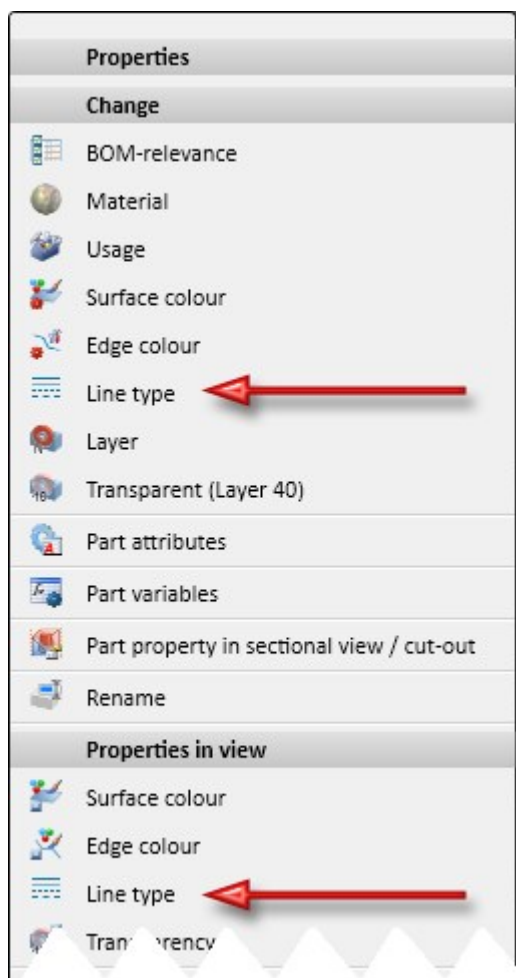 Properties
Change
BOM-relevance
Material
Usage
Surface colour
Edge colour
Line type
Layer
Transparent (Layer 40)
Part attributes
Part variables
Part property in sectional view / cut-out
Rename
Properties in view
Surface colour
Edge colour
Line type
Transparency